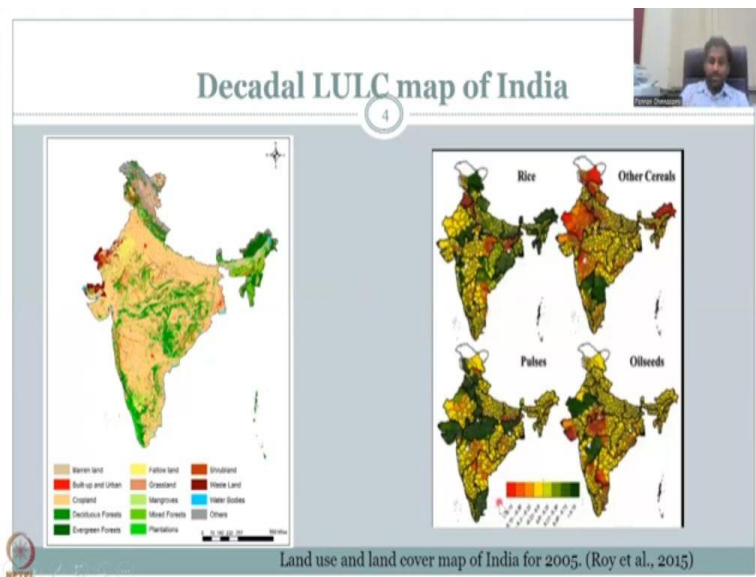 Decadal LULC map of India
4
Rice
Other Cereals
Pulses
Oilseeds
Barren land
Built-up and Urban
Cropland
Deciduous Forests
Evergreen Forests
Fallow land
Grassland
Mangroves
Mixed Forests
Plantations
Shrubland
Waste Land
Water Bodies
Others
Land use and land cover map of India for 2005. (Roy et al., 2015)
NPTEL